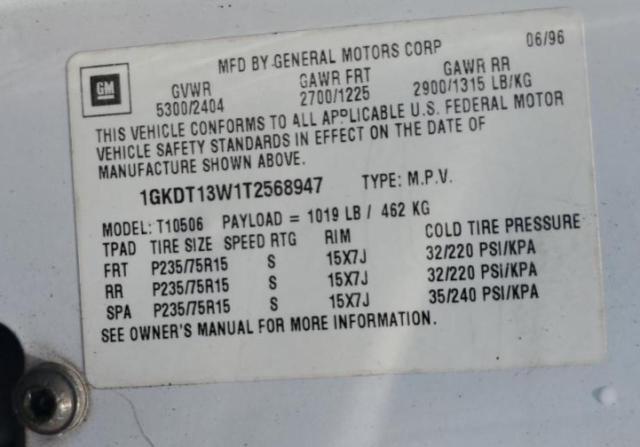 MFD BY GENERAL MOTORS CORP 06/96
GM
GVWR GAWR FRT GAWR RR
5300/2404 2700/1225 2900/1315 LB/KG
THIS VEHICLE CONFORMS TO ALL APPLICABLE U.S. FEDERAL MOTOR
VEHICLE SAFETY STANDARDS IN EFFECT ON THE DATE OF
MANUFACTURE SHOWN ABOVE.
1GKDT13W1T2568947 TYPE: M.P.V.
MODEL: T10506 PAYLOAD = 1019 LB / 462 KG
TPAD TIRE SIZE SPEED RTG RIM COLD TIRE PRESSURE
FRT P235/75R15 S 15X7J 32/220 PSI/KPA
RR P235/75R15 S 15X7J 32/220 PSI/KPA
SPA P235/75R15 S 15X7J 35/240 PSI/KPA
SEE OWNER'S MANUAL FOR MORE INFORMATION.